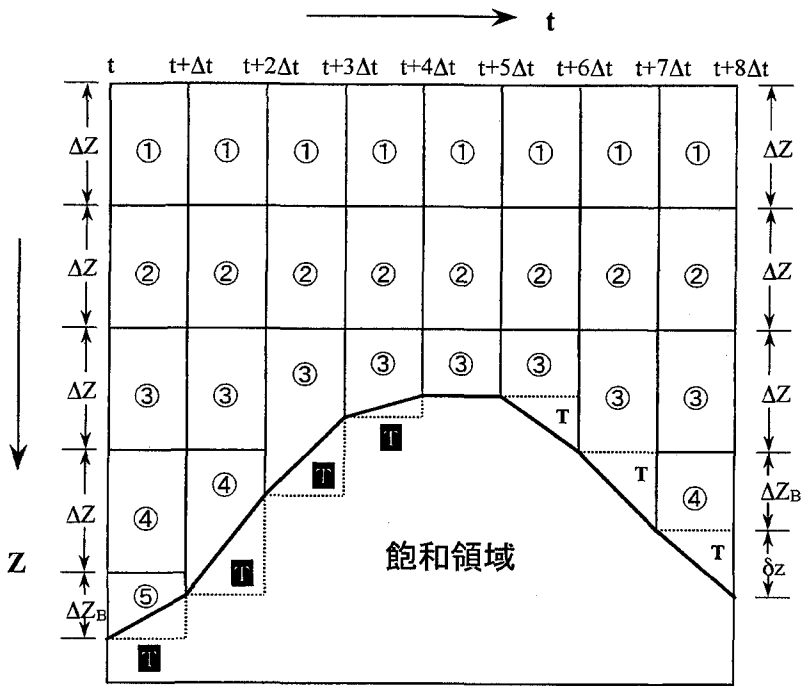 t
t t+Δt t+2Δt t+3Δt t+4Δt t+5Δt t+6Δt t+7Δt t+8Δt
ΔZ ① ① ① ① ① ① ① ① ΔZ
ΔZ ② ② ② ② ② ② ② ② ΔZ
ΔZ ③ ③ ③ ③ ③ ③ ③ ③ ΔZ
T
T T T
ΔZ ④ ④ ④ ΔZB
Z
飽和領域
T T δz
ΔZB ⑤
T